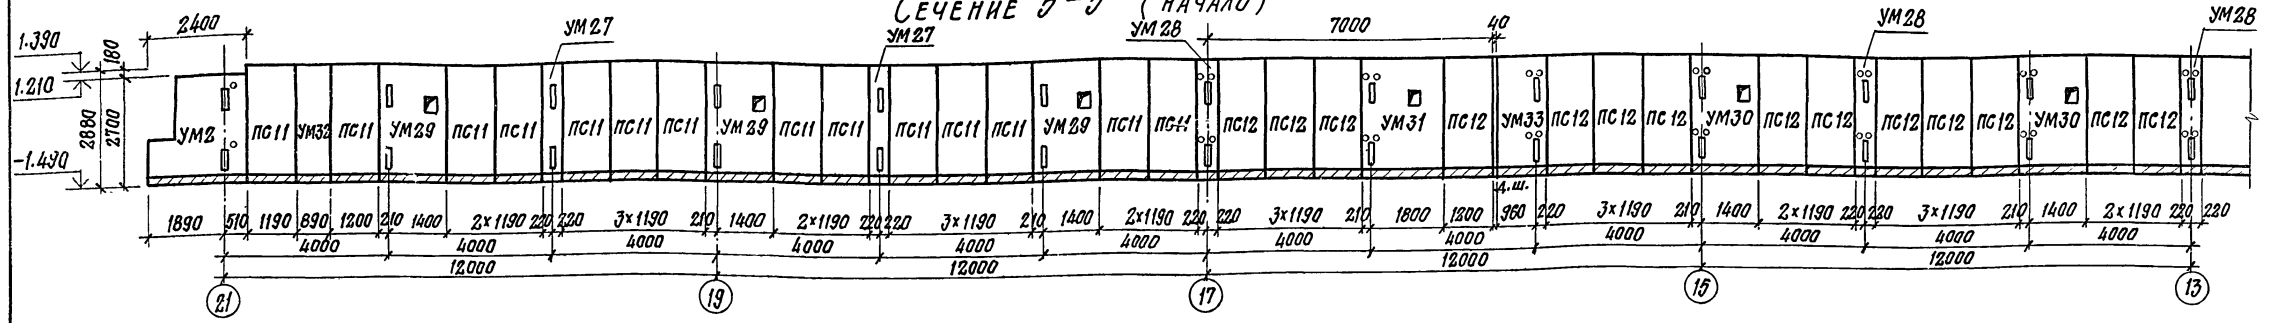 Сечение 5-5 (начало)
2400 УМ27 УМ27 УМ28 7000 40 УМ28 УМ28
1.390 180
1.210
2880 2700
-1.490
УМ2 ПС11 УМ32 ПС11 УМ29 ПС11 ПС11 ПС11 ПС11 ПС11 УМ29 ПС11 ПС11 ПС11 ПС11 ПС11 УМ29 ПС11 ПС11 ПС12 ПС12 ПС12 УМ31 ПС12 УМ33 ПС12 ПС12 ПС12 УМ30 ПС12 ПС12 ПС12 ПС12 ПС12 УМ30 ПС12 ПС12
д.ш.
1890 510 1190 890 1200 210 1400 2×1190 220 220 3×1190 210 1400 2×1190 220 220 3×1190 210 1400 2×1190 220 220 3×1190 210 1800 1200 960 220 3×1190 210 1400 2×1190 220 220 3×1190 210 1400 2×1190 220 220
4000 4000 4000 4000 4000 4000 4000 4000 4000 4000 4000 4000
12000 12000 12000 12000
21 19 17 15 13